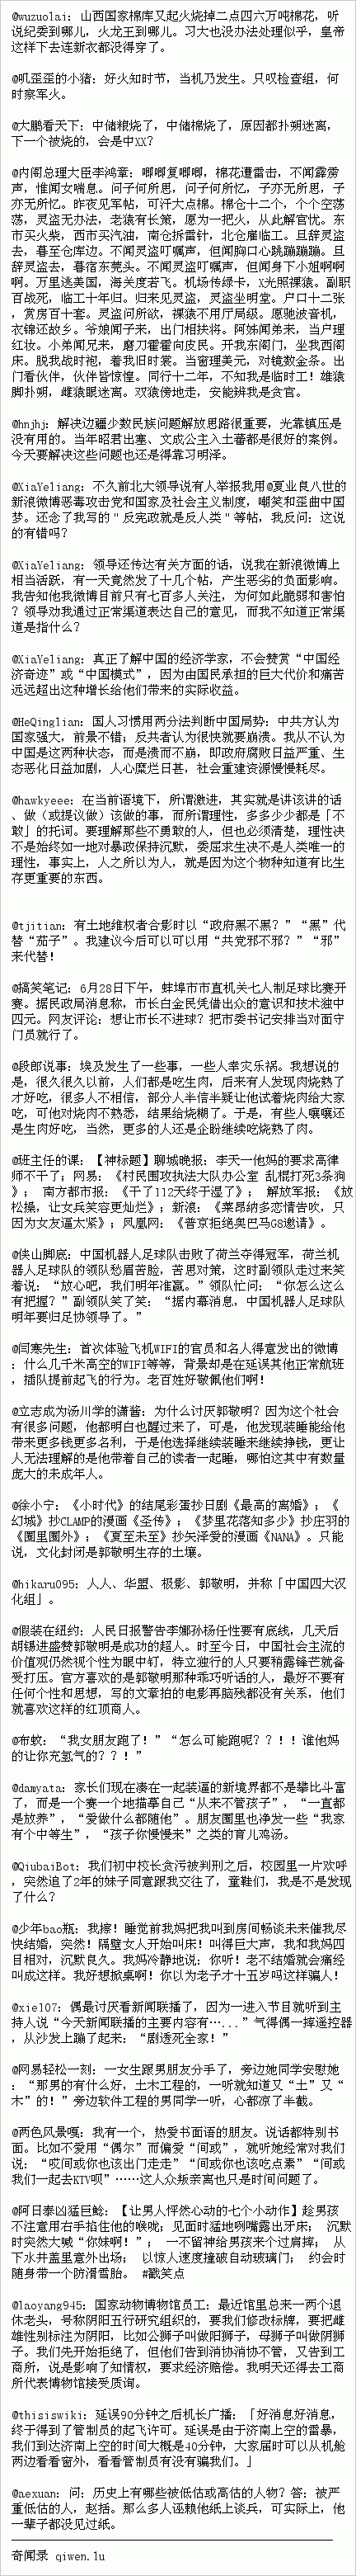 @wuzuolai: 山西国家棉库又起火烧掉二点四六万吨棉花，听
说纪委到哪儿，火龙王到哪儿。习大也没办法处理似乎，皇帝
这样下去连新衣都没得穿了。
@叽歪歪的小猪：好火知时节，当机乃发生。只叹检查组，何
时察军火。
@大鹏看天下：中储粮烧了，中储棉烧了，原因都扑朔迷离，
下一个被烧的，会是中XX？
@内阁总理大臣李鸿章：唧唧复唧唧，棉花遭雷击，不闻霹雳
声，惟闻女喘息。问子何所思，问子何所忆，子亦无所思，子
亦无所忆。昨夜见军帖，可汗大点棉。棉仓十二个，个个空荡
荡，灵盗无办法，老猿有长策，愿为一把火，从此解官忧。东
市买火柴，西市买汽油，南仓拆雷针，北仓雇临工。旦辞灵盗
去，暮至仓库边。不闻灵盗叮嘱声，但闻胸口心跳蹦蹦蹦。旦
辞灵盗去，暮宿东莞头。不闻灵盗叮嘱声，但闻身下小姐啊啊
啊。万里逃美国，海关度若飞。机场传绿卡，X光照裸猿。副职
百战死，临工十年归。归来见灵盗，灵盗坐明堂。户口十二张
，赏房百十套。灵盗问所欲，裸猿不用厅局级。愿驰波音机，
衣锦还故乡。爷娘闻子来，出门相扶将。阿姊闻弟来，当户理
红妆。小弟闻兄来，磨刀霍霍向皮民。开我东阁门，坐我西阁
床。脱我战时袍，着我旧时裳。当窗理美元，对镜数金条。出
门看伙伴，伙伴皆惊惶。同行十二年，不知我是临时工！雄猿
脚扑朔，雌猿眼迷离。双猿傍地走，安能辨我是贪官。
@hnjhj: 解决边疆少数民族问题解放思路很重要，光靠镇压是
没有用的。当年昭君出塞、文成公主入土蕃都是很好的案例。
今天要解决这些问题也还是得靠习明泽。
@XiaYeliang: 不久前北大领导说有人举报我用@夏业良八世的
新浪微博恶毒攻击党和国家及社会主义制度，嘲笑和歪曲中国
梦。还念了我写的＂反宪政就是反人类＂等帖，我反问：这说
的有错吗？
@XiaYeliang: 领导还传达有关方面的话，说我在新浪微博上
相当活跃，有一天竟然发了十几个帖，产生恶劣的负面影响。
我告知他我微博目前只有七百多人关注，为何如此脆弱和害怕
？领导劝我通过正常渠道表达自己的意见，而我不知道正常渠
道是指什么？
@XiaYeliang: 真正了解中国的经济学家，不会赞赏“中国经
济奇迹”或“中国模式”，因为由国民承担的巨大代价和痛苦
远远超出这种增长给他们带来的实际收益。
@HeQinglian: 国人习惯用两分法判断中国局势：中共方认为
国家强大，前景不错；反共者认为很快就要崩溃。我从不认为
中国是这两种状态，而是溃而不崩，即政府腐败日益严重、生
态恶化日益加剧，人心糜烂日甚，社会重建资源慢慢耗尽。
@hawkyeee: 在当前语境下，所谓激进，其实就是讲该讲的话
、做（或提议做）该做的事，而所谓理性，多多少少都是「不
敢」的托词。要理解那些不勇敢的人，但也必须清楚，理性决
不是始终如一地对暴政保持沉默，委屈求生决不是人类唯一的
理性，事实上，人之所以为人，就是因为这个物种知道有比生
存更重要的东西。
@tjitian: 有土地维权者合影时以“政府黑不黑？”“黑”代
替“茄子”。我建议今后可以可以用“共党邪不邪？”“邪”
来代替！
@搞笑笔记：6月28日下午，蚌埠市市直机关七人制足球比赛开
赛。据民政局消息称，市长白金民凭借出众的意识和技术独中
四元。网友评论：想让市长不进球？把市委书记安排当对面守
门员就行了。
@段郎说事：埃及发生了一些事，一些人幸灾乐祸。我想说的
是，很久很久以前，人们都是吃生肉，后来有人发现肉烧熟了
才好吃，很多人不相信，部分人半信半疑让他试着烧肉给大家
吃，可他对烧肉不熟悉，结果给烧糊了。于是，有些人嚷嚷还
是生肉好吃，当然，更多的人还是企盼继续吃烧熟了肉。
@班主任的课：【神标题】聊城晚报：李天一他妈的要求高律
师不干了；网易：《村民围攻执法大队办公室 乱棍打死3条狗
》； 南方都市报：《干了112天终于湿了》； 解放军报：《放
松操，让女兵笑容更灿烂》；新浪：《莱昂纳多恋情告吹，只
因为女友逼太紧》；凤凰网：《普京拒绝奥巴马GS邀请》。
@侠山脚底：中国机器人足球队击败了荷兰夺得冠军，荷兰机
器人足球队的领队愁眉苦脸，苦思对策，这时副领队走过来笑
着说：“放心吧，我们明年准赢。”领队忙问：“你怎么这么
有把握？”副领队笑了笑：“据内幕消息，中国机器人足球队
明年要归足协领导了。”
@闫寒先生：首次体验飞机WIFI的官员和名人得意发出的微博
：什么几千米高空的WIFI等等，背景却是在延误其他正常航班
，插队提前起飞的行为。老百姓好敬佩他们啊！
@立志成为汤川学的潇酱：为什么讨厌郭敬明？因为这个社会
有很多问题，他都明白也醒过来了，可是，他发现装睡能给他
带来更多钱更多名利，于是他选择继续装睡来继续挣钱，更让
人无法理解的是他带着自己的读者一起睡，哪怕这其中有数量
庞大的未成年人。
@徐小宁：《小时代》的结尾彩蛋抄日剧《最高的离婚》；《
幻城》抄CLAMP的漫画《圣传》；《梦里花落知多少》抄庄羽的
《圈里圈外》；《夏至未至》抄矢泽爱的漫画《NANA》。只能
说，文化封闭是郭敬明生存的土壤。
@hikaru095: 人人、华盟、极影、郭敬明，并称「中国四大汉
化组」。
@假装在纽约：人民日报警告李娜孙杨任性要有底线，几天后
胡锡进盛赞郭敬明是成功的超人。时至今日，中国社会主流的
价值观仍然视个性为眼中钉，特立独行的人只要稍露锋芒就备
受打压。官方喜欢的是郭敬明那种乖巧听话的人，最好不要有
任何个性和思想，写的文章拍的电影再脑残都没有关系，他们
就喜欢这样的红顶商人。
@布蚊：“我女朋友跑了！”“怎么可能跑呢？？！！谁他妈
的让你充氢气的？？！”
@damyata: 家长们现在凑在一起装逼的新境界都不是攀比斗富
了，而是一个赛一个地描摹自己“从来不管孩子”，“一直都
是放养”，“爱做什么都随他”。朋友圈里也净发一些“我家
有个中等生”，“孩子你慢慢来”之类的育儿鸡汤。
@QiubaiBot: 我们初中校长贪污被判刑之后，校园里一片欢呼
，突然追了2年的妹子同意跟我交往了，童鞋们，我是不是发现
了什么？
@少年bao瓶：我擦！睡觉前我妈把我叫到房间畅谈未来催我尽
快结婚，突然！隔壁女人开始叫床！叫得巨大声，我和我妈四
目相对，沉默良久。我妈冷静地说：你听！老不结婚就会痛经
叫成这样。我好想掀桌啊！你以为老子才十五岁吗这样骗人！
@xie107: 偶最讨厌看新闻联播了，因为一进入节目就听到主
持人说“今天新闻联播的主要内容有…...”气得偶一摔遥控器
，从沙发上蹦了起来：“剧透死全家！”
@网易轻松一刻：一女生跟男朋友分手了，旁边她同学安慰她
：“那男的有什么好，土木工程的，一听就知道又“土”又“
木”的！”旁边软件工程的男同学一听，心都凉了半截。
@两色风景嘎：我有一个，热爱书面语的朋友。说话都特别书
面。比如不爱用“偶尔”而偏爱“间或”，就听她经常对我们
说：“哎间或你也该出门走走”“间或你也该吃点素”“间或
我们一起去KTV呗”……这人众叛亲离也只是时间问题了。
@阿日泰凶猛巨鲶：【让男人怦然心动的七个小动作】趁男孩
不注意用右手掐住他的喉咙；见面时猛地咧嘴露出牙床； 沉默
时突然大喊“你妹啊！”； 一不留神给男孩来个过肩摔； 从
下水井盖里意外出场； 以惊人速度撞破自动玻璃门； 约会时
随身带一个防滑雪胎。 #戳笑点
@laoyang945: 国家动物博物馆员工：最近馆里总来一两个退
休老头，号称阴阳五行研究组织的，要我们修改标牌，要把雌
雄性别标注为阴阳，比如公狮子叫做阳狮子，母狮子叫做阴狮
子。我们先开始拒绝了，但他们告到消协消协不管，又告到工
商所，说是影响了知情权，要求经济赔偿。我明天还得去工商
所代表博物馆接受质询。
@thisiswiki: 延误90分钟之后机长广播：「好消息好消息，
终于得到了管制员的起飞许可。延误是由于济南上空的雷暴，
我们到达济南上空的时间大概是40分钟，大家届时可以从机舱
两边看看窗外，看看管制员有没有骗我们。」
@aexuan: 问：历史上有哪些被低估或高估的人物？答：被严
重低估的人，赵括。那么多人诬赖他纸上谈兵，可实际上，他
一辈子都没见过纸。
奇闻录 qiwen.lu